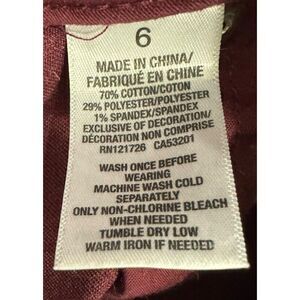 6
MADE IN CHINA/
FABRIQUÉ EN CHINE
70% COTTON/COTON
29% POLYESTER/POLYESTER
1% SPANDEX/SPANDEX
EXCLUSIVE OF DECORATION/
DÉCORATION NON COMPRISE
RN121726 CA53201
WASH ONCE BEFORE
WEARING
MACHINE WASH COLD
SEPARATELY
ONLY NON-CHLORINE BLEACH
WHEN NEEDED
TUMBLE DRY LOW
WARM IRON IF NEEDED